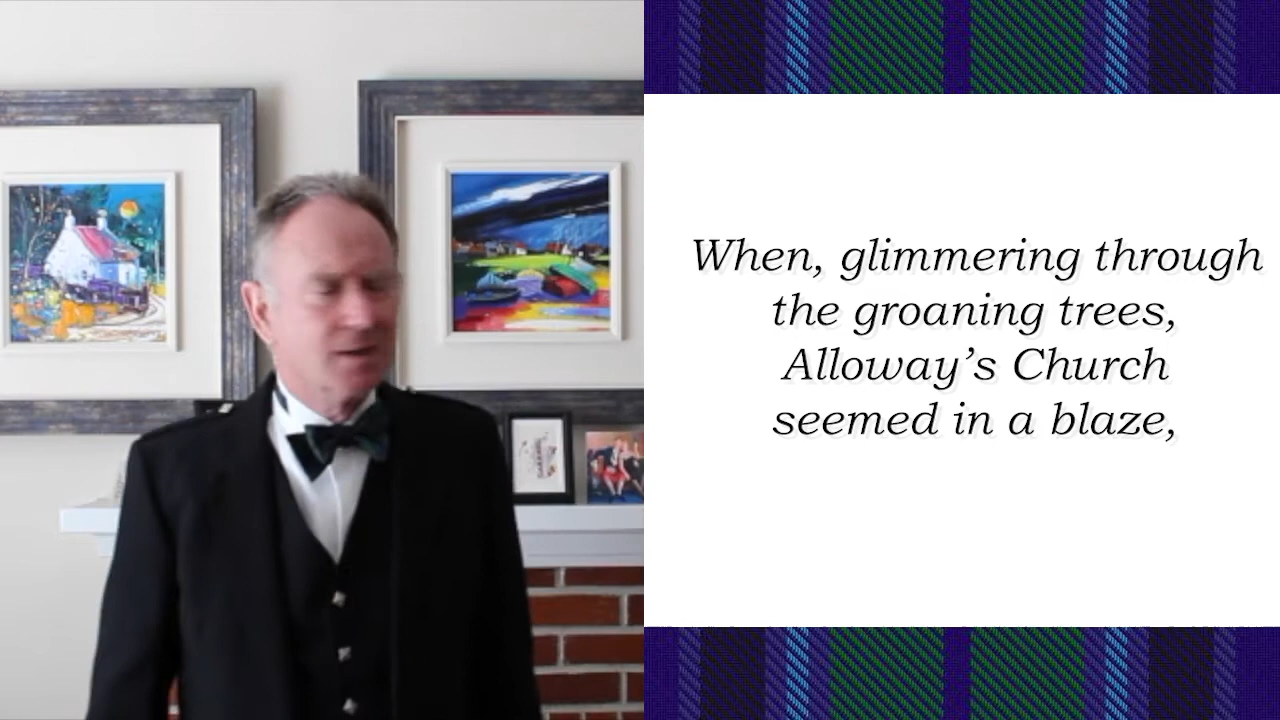 When, glimmering through
the groaning trees,
Alloway’s Church
seemed in a blaze,